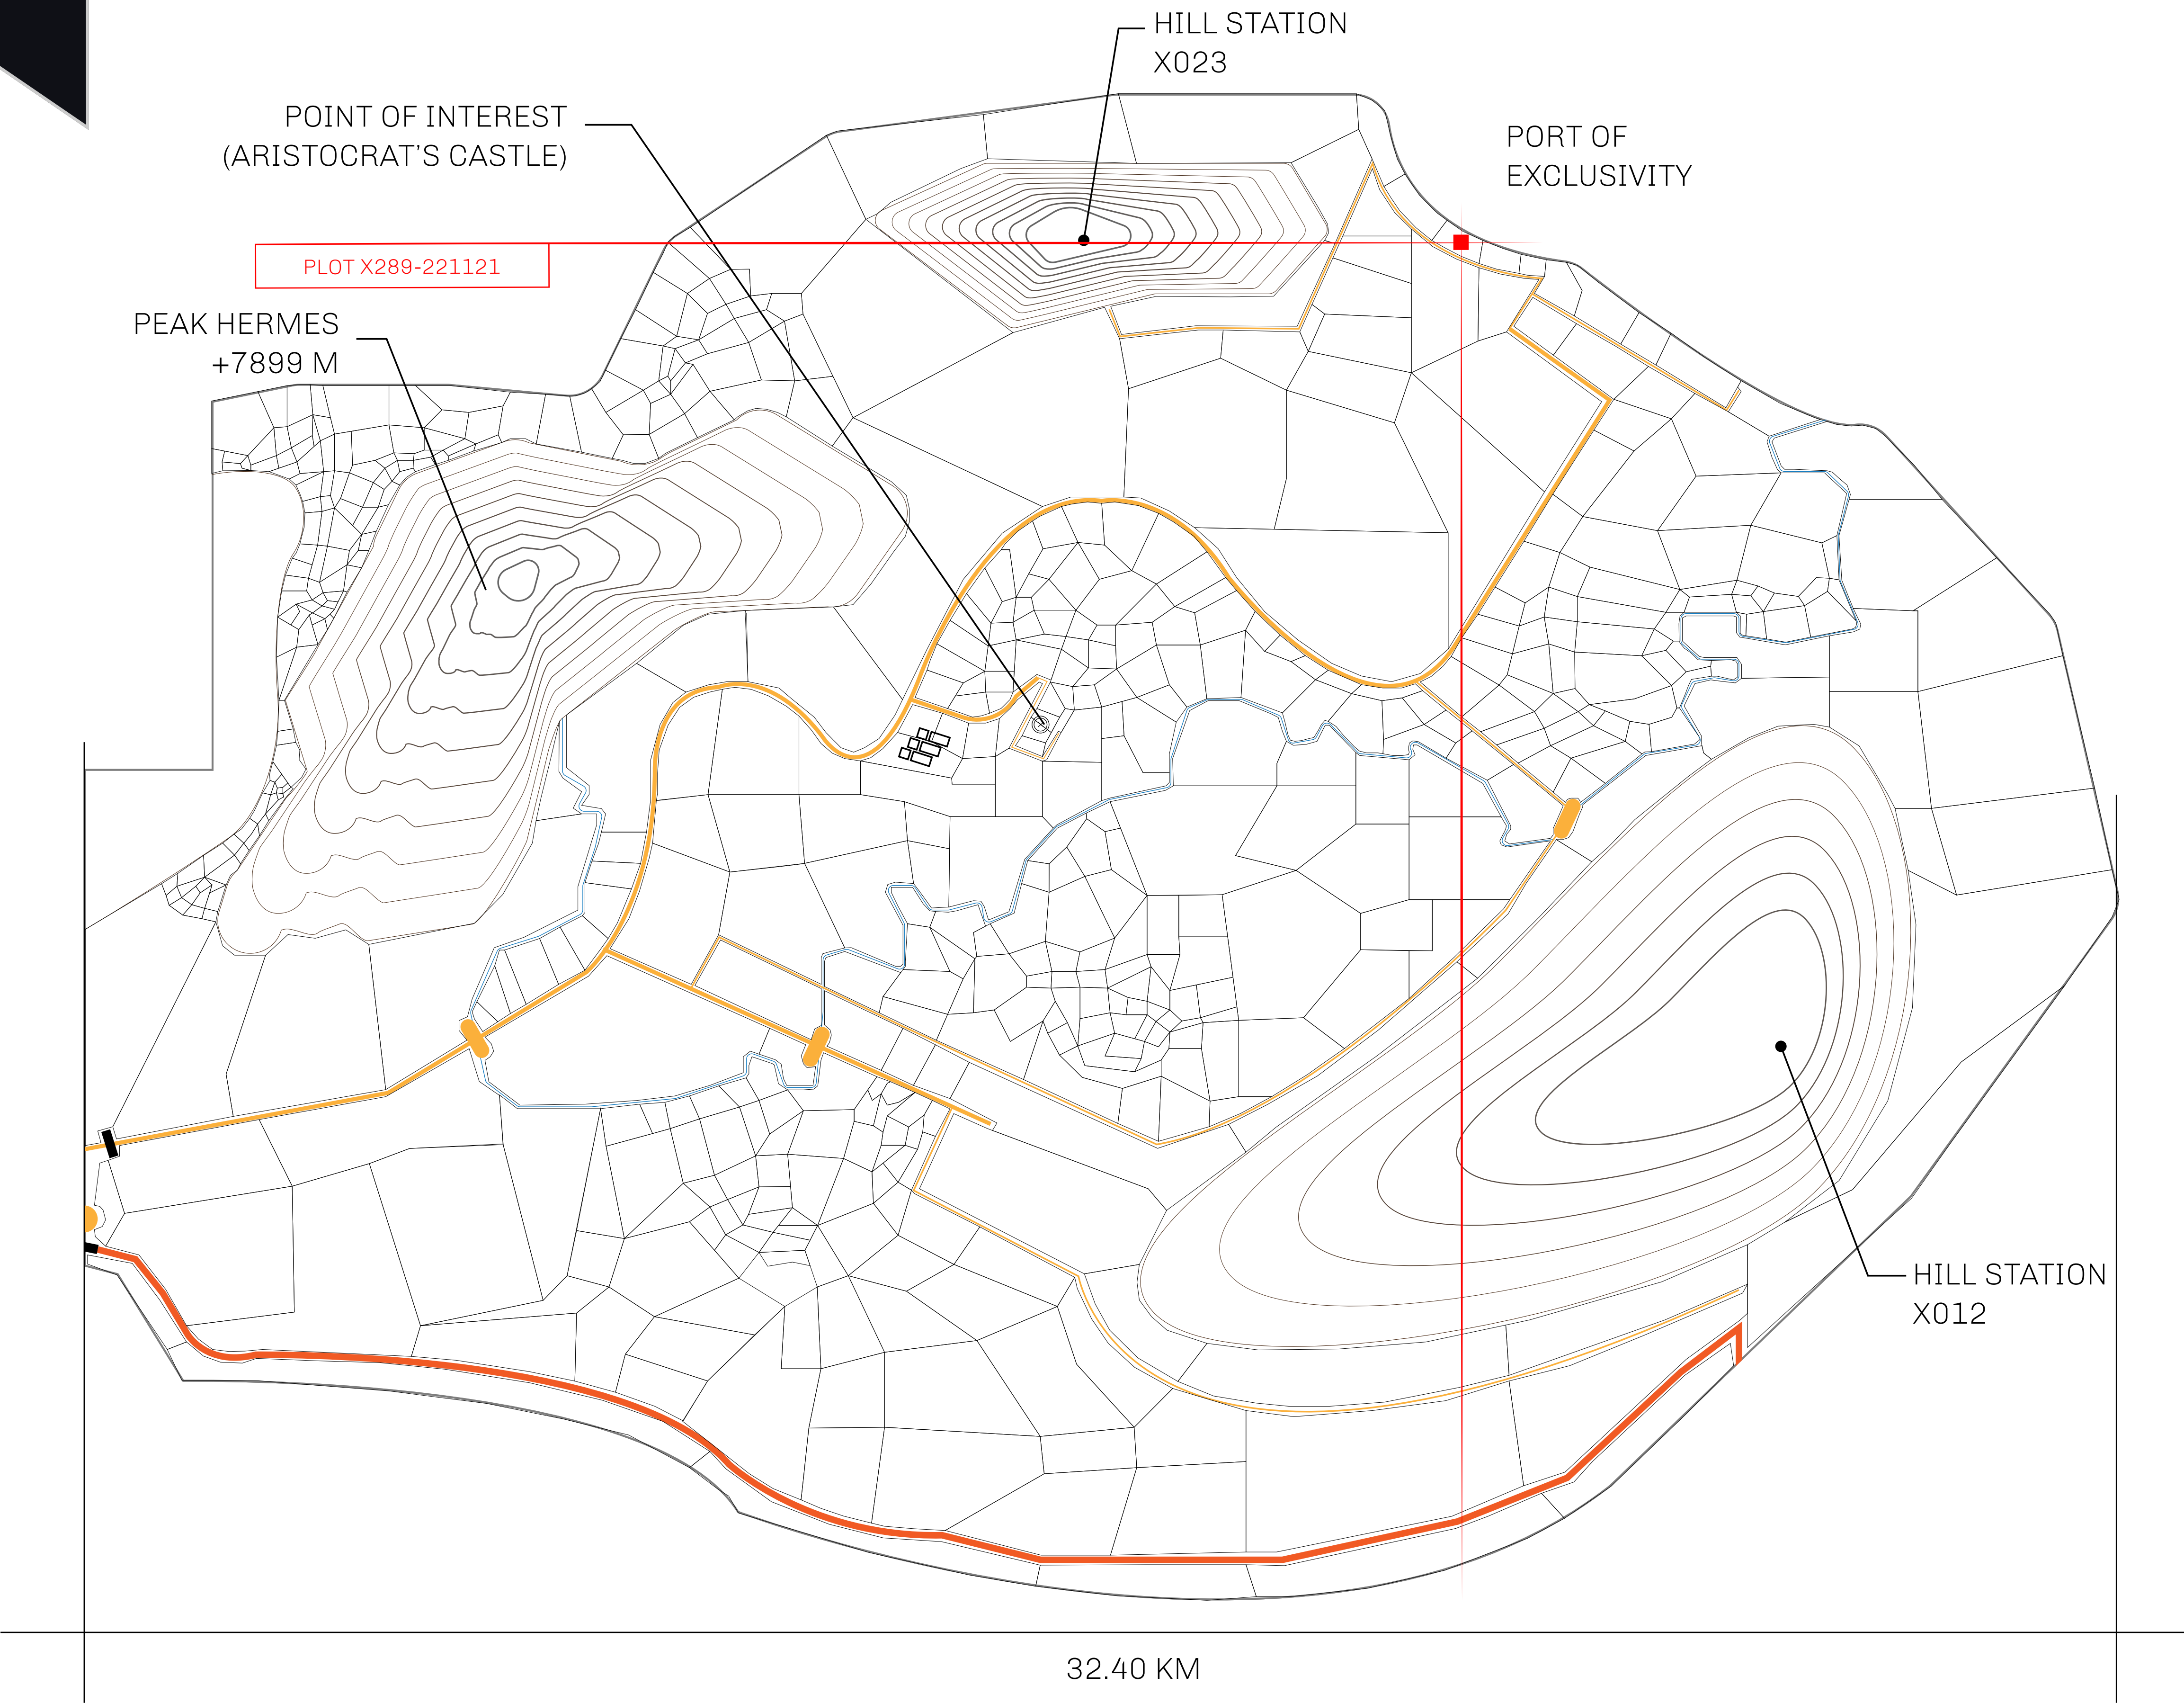 HILL STATION
X023
POINT OF INTEREST
(ARISTOCRAT'S CASTLE)
PORT OF
EXCLUSIVITY
PLOT X289-221121
PEAK HERMES
+7899 M
HILL STATION
X012
32.40 KM